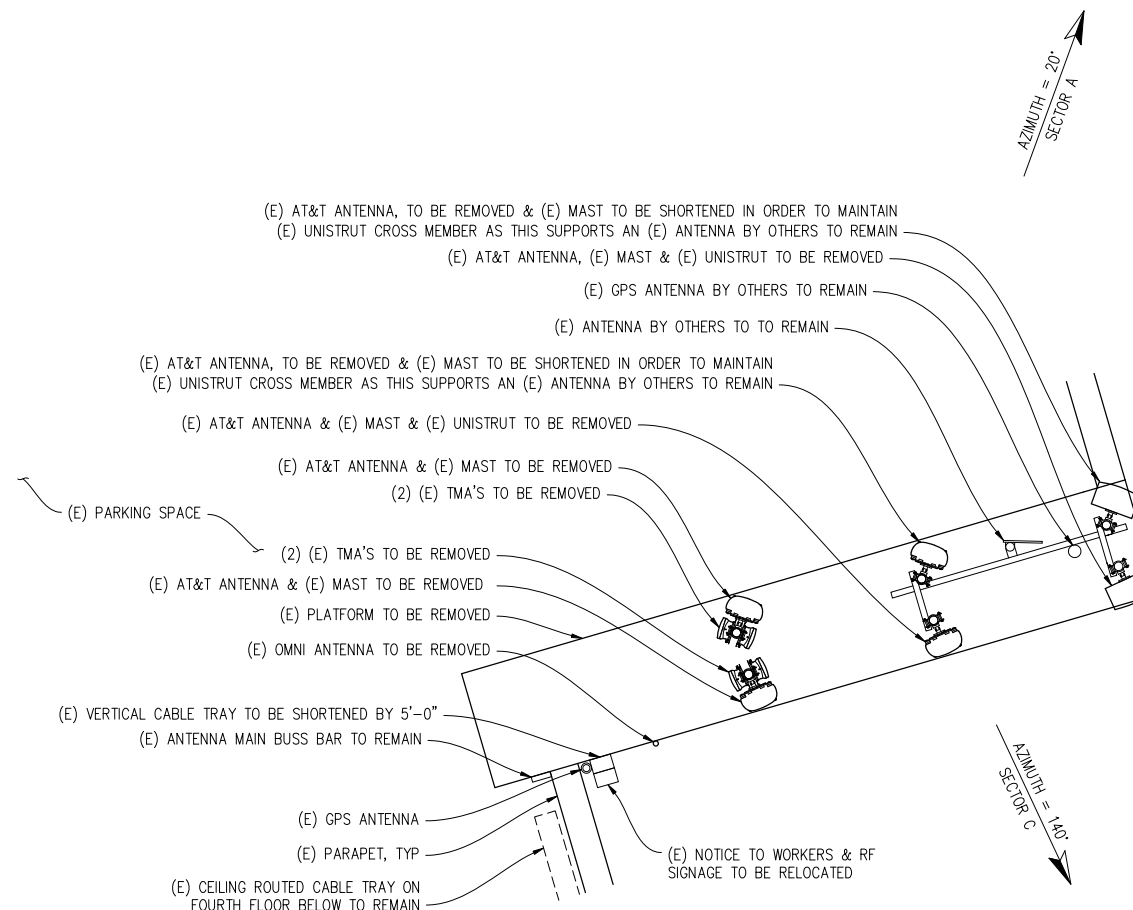 AZIMUTH = 20°
SECTOR A
(E) AT&T ANTENNA, TO BE REMOVED & (E) MAST TO BE SHORTENED IN ORDER TO MAINTAIN
(E) UNISTRUT CROSS MEMBER AS THIS SUPPORTS AN (E) ANTENNA BY OTHERS TO REMAIN
(E) AT&T ANTENNA, (E) MAST & (E) UNISTRUT TO BE REMOVED
(E) GPS ANTENNA BY OTHERS TO REMAIN
(E) ANTENNA BY OTHERS TO TO REMAIN
(E) AT&T ANTENNA, TO BE REMOVED & (E) MAST TO BE SHORTENED IN ORDER TO MAINTAIN
(E) UNISTRUT CROSS MEMBER AS THIS SUPPORTS AN (E) ANTENNA BY OTHERS TO REMAIN
(E) AT&T ANTENNA & (E) MAST & (E) UNISTRUT TO BE REMOVED
(E) AT&T ANTENNA & (E) MAST TO BE REMOVED
(2) (E) TMA'S TO BE REMOVED
(E) PARKING SPACE
(2) (E) TMA'S TO BE REMOVED
(E) AT&T ANTENNA & (E) MAST TO BE REMOVED
(E) PLATFORM TO BE REMOVED
(E) OMNI ANTENNA TO BE REMOVED
(E) VERTICAL CABLE TRAY TO BE SHORTENED BY 5'-0"
(E) ANTENNA MAIN BUSS BAR TO REMAIN
AZIMUTH = 140°
SECTOR C
(E) GPS ANTENNA
(E) PARAPET, TYP
(E) NOTICE TO WORKERS & RF
SIGNAGE TO BE RELOCATED
(E) CEILING ROUTED CABLE TRAY ON
FOURTH FLOOR BELOW TO REMAIN